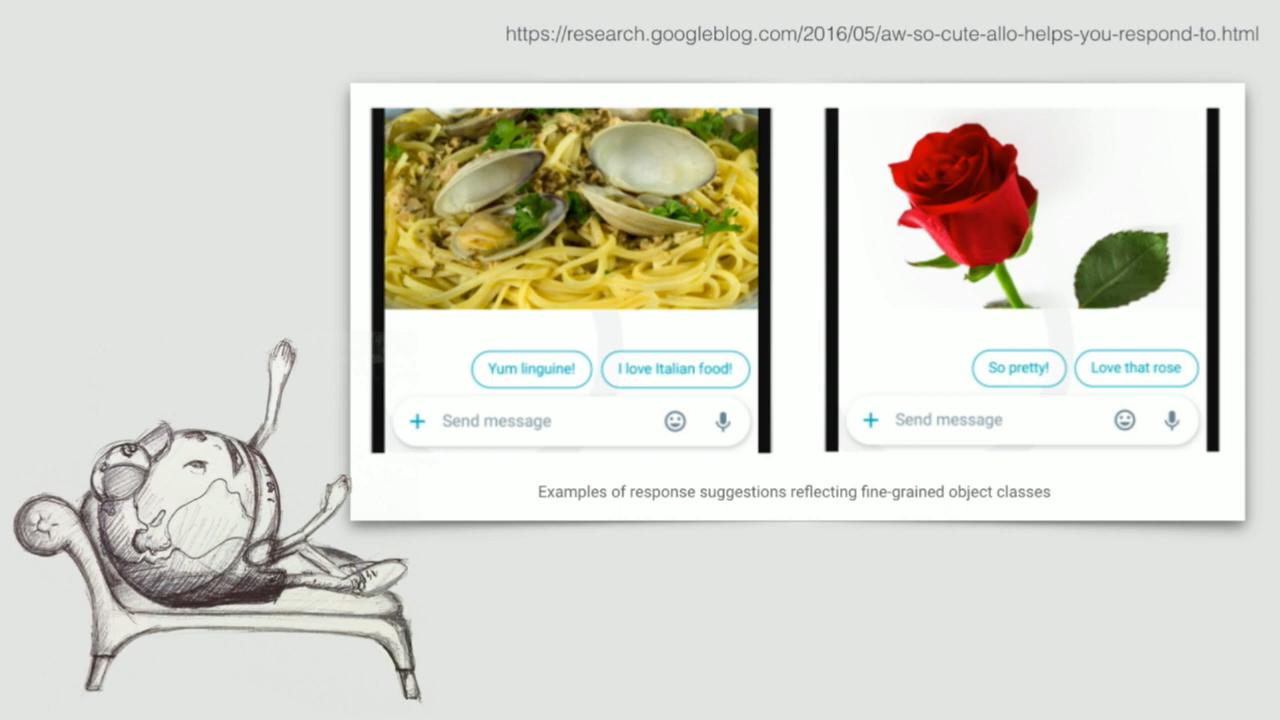 https://research.googleblog.com/2016/05/aw-so-cute-allo-helps-you-respond-to.html
Yum linguine! I love Italian food!
+ Send message
So pretty! Love that rose
+ Send message
Examples of response suggestions reflecting fine-grained object classes